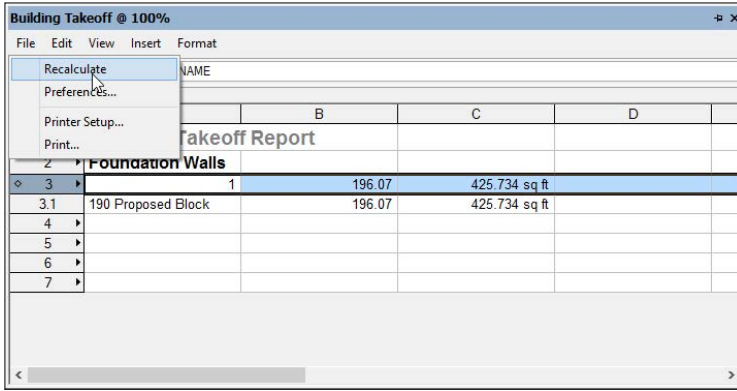 Building Takeoff @ 100%
File Edit View Insert Format
Recalculate
NAME
Preferences...
Printer Setup...
Print...
B C D
Takeoff Report
2 Foundation Walls
3 1 196.07 425.734 sq ft
3.1 190 Proposed Block 196.07 425.734 sq ft
4
5
6
7